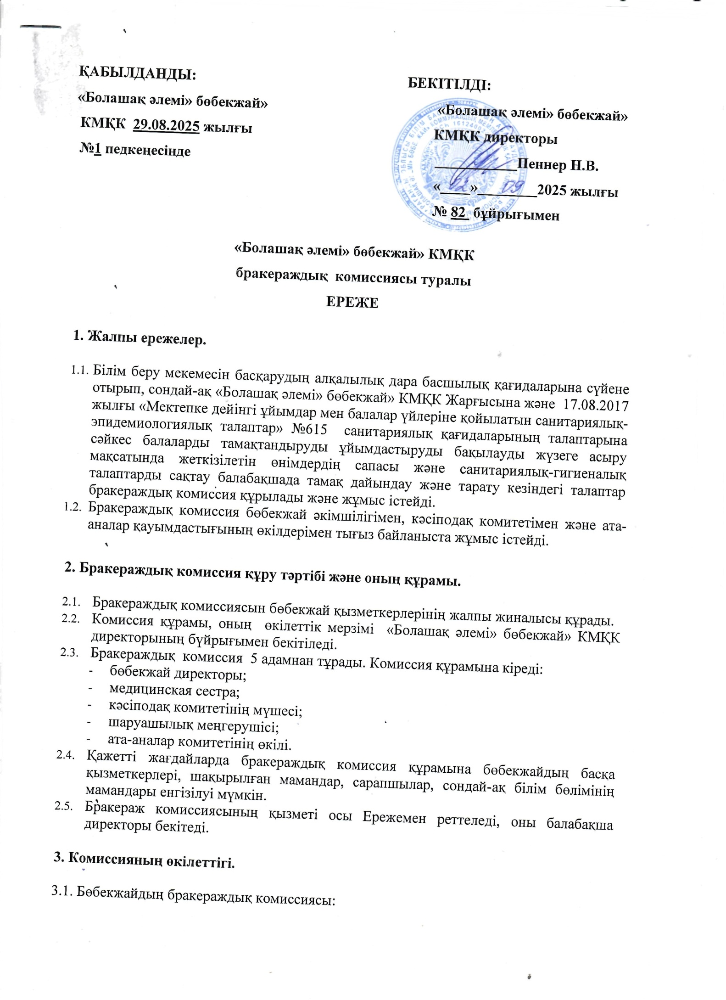 ҚАБЫЛДАНДЫ:
«Болашақ әлемі» бөбекжай»
КМҚК 29.08.2025 жылғы
№1 педкеңесінде
БЕКІТІЛДІ:
«Болашақ әлемі» бөбекжай»
КМҚК директоры
___________Пеннер Н.В.
«02» 09 2025 жылғы
№ 82 бұйрығымен
«Болашақ әлемі» бөбекжай» КМҚК
бракераждық комиссиясы туралы
ЕРЕЖЕ
1. Жалпы ережелер.
1.1. Білім беру мекемесін басқарудың алқалылық дара басшылық қағидаларына сүйене
отырып, сондай-ақ «Болашақ әлемі» бөбекжай» КМҚК Жарғысына және 17.08.2017
жылғы «Мектепке дейінгі ұйымдар мен балалар үйлеріне қойылатын санитариялық-
эпидемиологиялық талаптар» №615 санитариялық қағидаларының талаптарына
сәйкес балаларды тамақтандыруды ұйымдастыруды бақылауды жүзеге асыру
мақсатында жеткізілетін өнімдердің сапасы және санитариялық-гигиеналық
талаптарды сақтау балабақшада тамақ дайындау және тарату кезіндегі талаптар
бракераждық комиссия құрылады және жұмыс істейді.
1.2. Бракераждық комиссия бөбекжай әкімшілігімен, кәсіподақ комитетімен және ата-
аналар қауымдастығының өкілдерімен тығыз байланыста жұмыс істейді.
2. Бракераждық комиссия құру тәртібі және оның құрамы.
2.1. Бракераждық комиссиясын бөбекжай қызметкерлерінің жалпы жиналысы құрады.
2.2. Комиссия құрамы, оның өкілеттік мерзімі «Болашақ әлемі» бөбекжай» КМҚК
директорының бүйрығымен бекітіледі.
2.3. Бракераждық комиссия 5 адамнан тұрады. Комиссия құрамына кіреді:
- бөбекжай директоры;
- медицинская сестра;
- кәсіподақ комитетінің мүшесі;
- шаруашылық меңгерушісі;
- ата-аналар комитетінің өкілі.
2.4. Қажетті жағдайларда бракераждық комиссия құрамына бөбекжайдың басқа
қызметкерлері, шақырылған мамандар, сарапшылар, сондай-ақ білім бөлімінің
мамандары енгізілуі мүмкін.
2.5. Бракераж комиссиясының қызметі осы Ережемен реттеледі, оны балабақша
директоры бекітеді.
3. Комиссияның өкілеттігі.
3.1. Бөбекжайдың бракераждық комиссиясы: